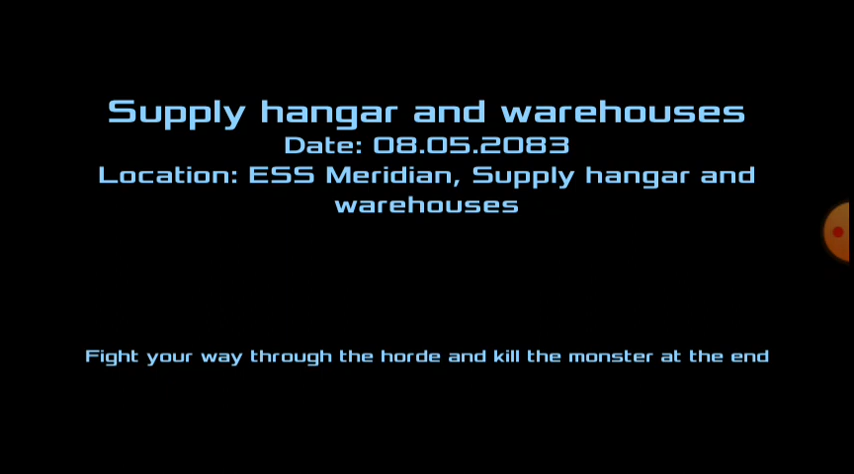 Supply hangar and warehouses
Date: 08.05.2083
Location: ESS Meridian, Supply hangar and
warehouses
Fight your way through the horde and kill the monster at the end